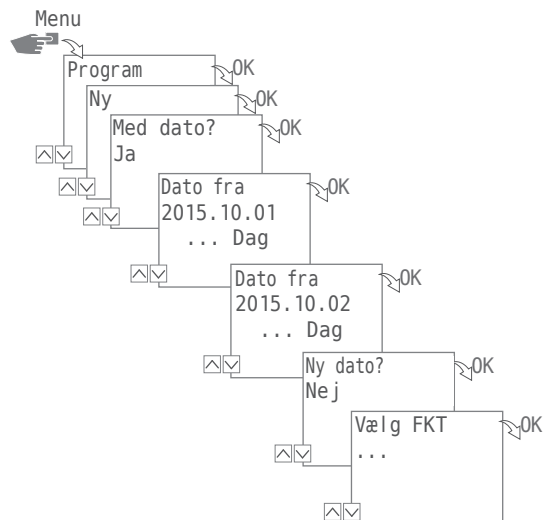 Menu
Program OK
Ny OK
Med dato? OK
Ja
Dato fra OK
2015.10.01
... Dag
Dato fra OK
2015.10.02
... Dag
Ny dato? OK
Nej
Vælg FKT OK
...